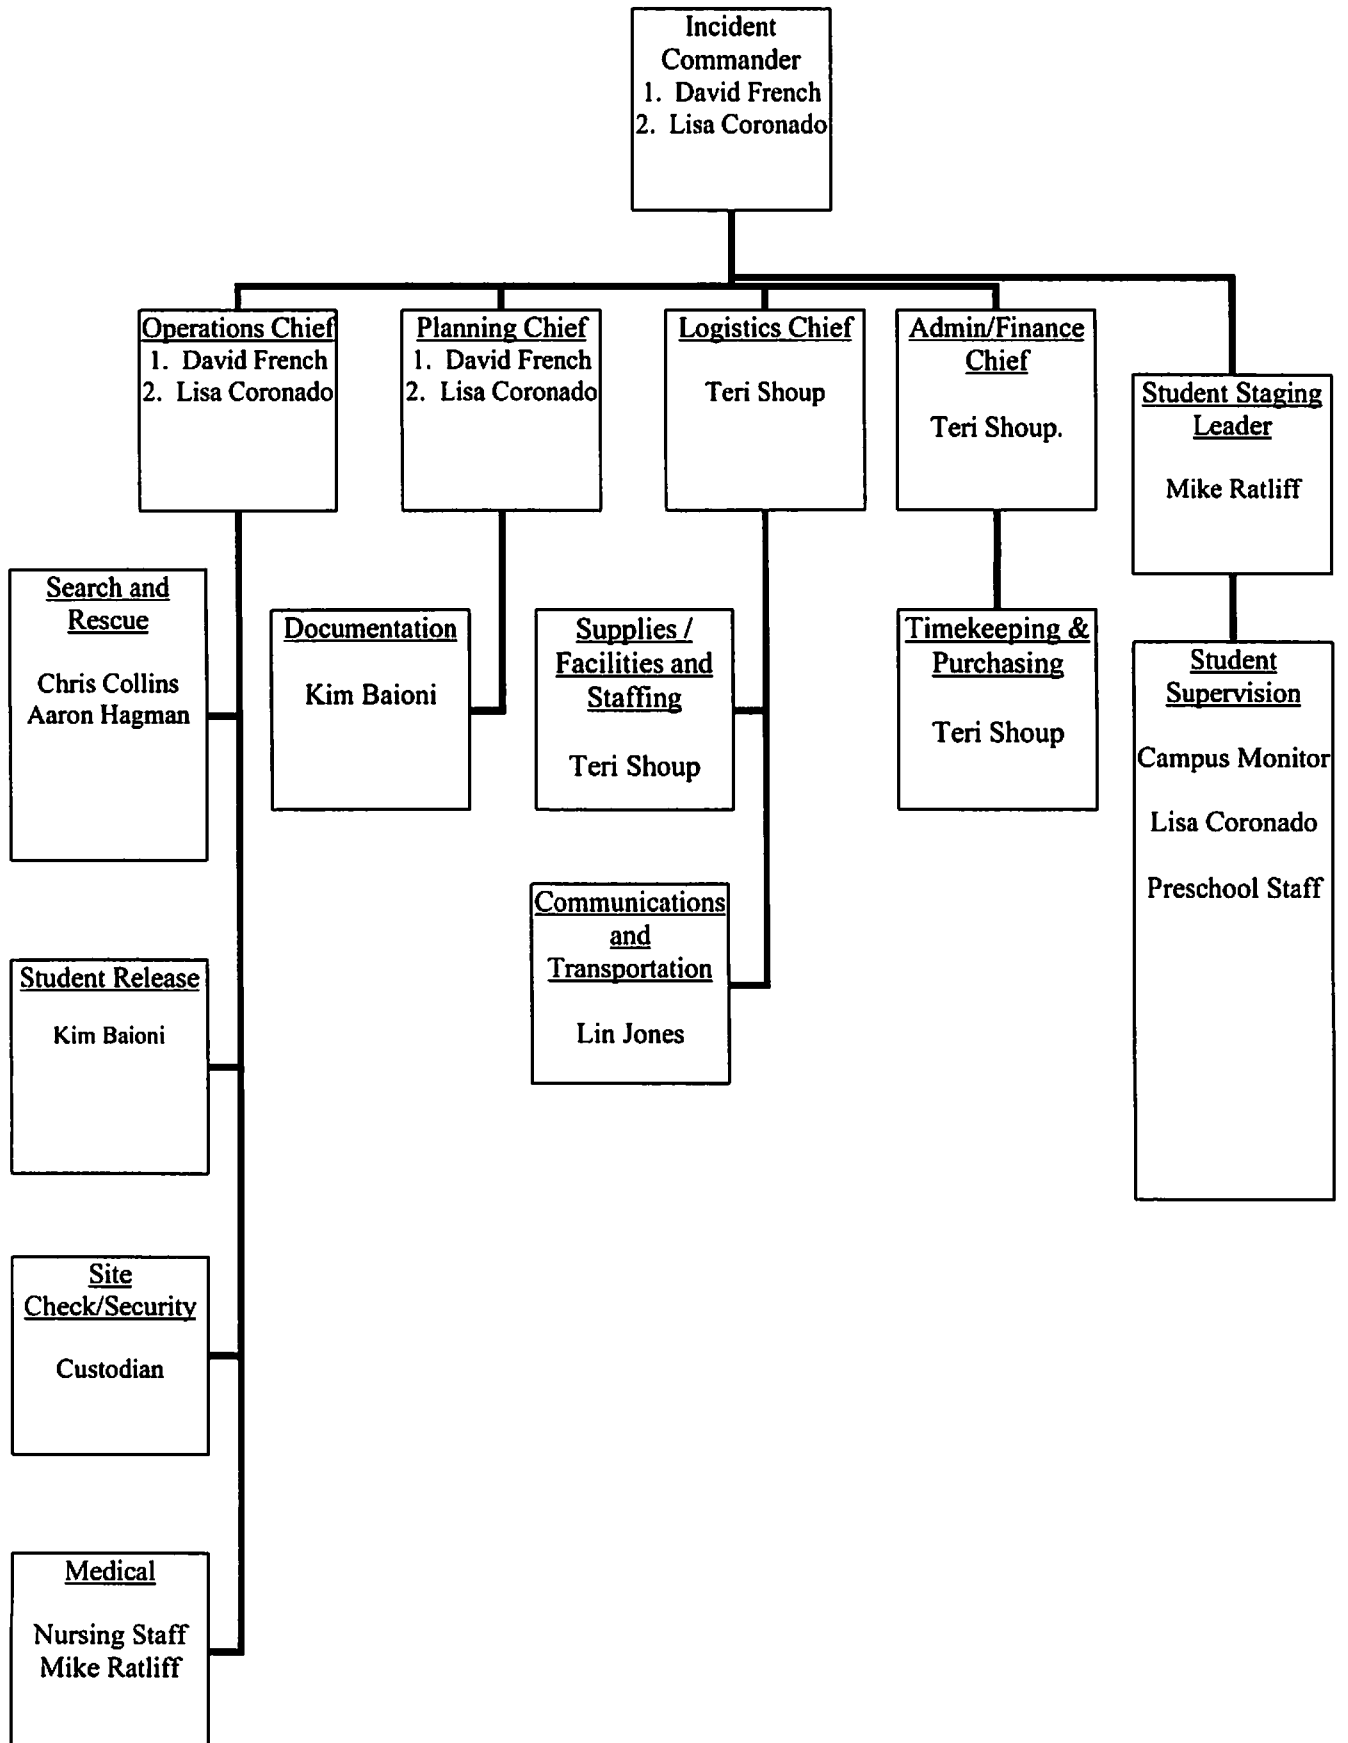 Incident
Commander
1. David French
2. Lisa Coronado
Operations Chief
1. David French
2. Lisa Coronado
Planning Chief
1. David French
2. Lisa Coronado
Logistics Chief
Teri Shoup
Admin/Finance
Chief
Teri Shoup.
Student Staging
Leader
Mike Ratliff
Search and
Rescue
Chris Collins
Aaron Hagman
Documentation
Kim Baioni
Supplies /
Facilities and
Staffing
Teri Shoup
Timekeeping &
Purchasing
Teri Shoup
Student
Supervision
Campus Monitor
Lisa Coronado
Preschool Staff
Communications
and
Transportation
Lin Jones
Student Release
Kim Baioni
Site
Check/Security
Custodian
Medical
Nursing Staff
Mike Ratliff